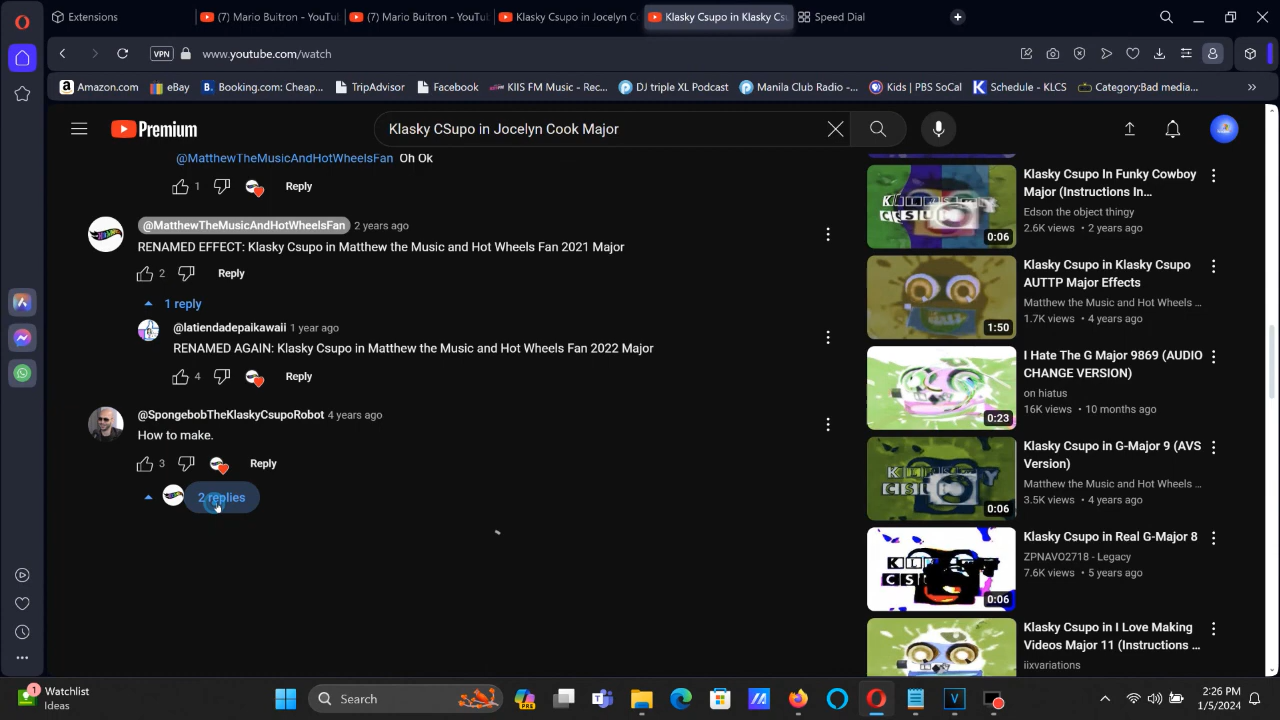 Extensions
(7) Mario Buitron - YouTu
(7) Mario Buitron - YouTu
Klasky Csupo in Jocelyn C
Klasky Csupo in Klasky Cs
Speed Dial
VPN
www.youtube.com/watch
Amazon.com
eBay
Booking.com: Cheap...
TripAdvisor
Facebook
KIIS FM Music - Rec...
DJ triple XL Podcast
Manila Club Radio -...
Kids | PBS SoCal
Schedule - KLCS
Category:Bad media...
Premium
Klasky CSupo in Jocelyn Cook Major
@MatthewTheMusicAndHotWheelsFan Oh Ok
1
Reply
@MatthewTheMusicAndHotWheelsFan 2 years ago
RENAMED EFFECT: Klasky Csupo in Matthew the Music and Hot Wheels Fan 2021 Major
2
Reply
1 reply
@latiendadepaikawaii 1 year ago
RENAMED AGAIN: Klasky Csupo in Matthew the Music and Hot Wheels Fan 2022 Major
4
Reply
@SpongebobTheKlaskyCsupoRobot 4 years ago
How to make.
3
Reply
2 replies
Klasky Csupo In Funky Cowboy
Major (Instructions In...
Edson the object thingy
2.6K views • 2 years ago
0:06
Klasky Csupo in Klasky Csupo
AUTTP Major Effects
Matthew the Music and Hot Wheels ...
1.7K views • 4 years ago
1:50
I Hate The G Major 9869 (AUDIO
CHANGE VERSION)
on hiatus
16K views • 10 months ago
0:23
Klasky Csupo in G-Major 9 (AVS
Version)
Matthew the Music and Hot Wheels ...
3.5K views • 4 years ago
0:06
Klasky Csupo in Real G-Major 8
ZPNAVO2718 - Legacy
7.6K views • 5 years ago
0:06
Klasky Csupo in I Love Making
Videos Major 11 (Instructions ...
iixvariations
1
Watchlist
Ideas
Search
PRE
2:26 PM
1/5/2024